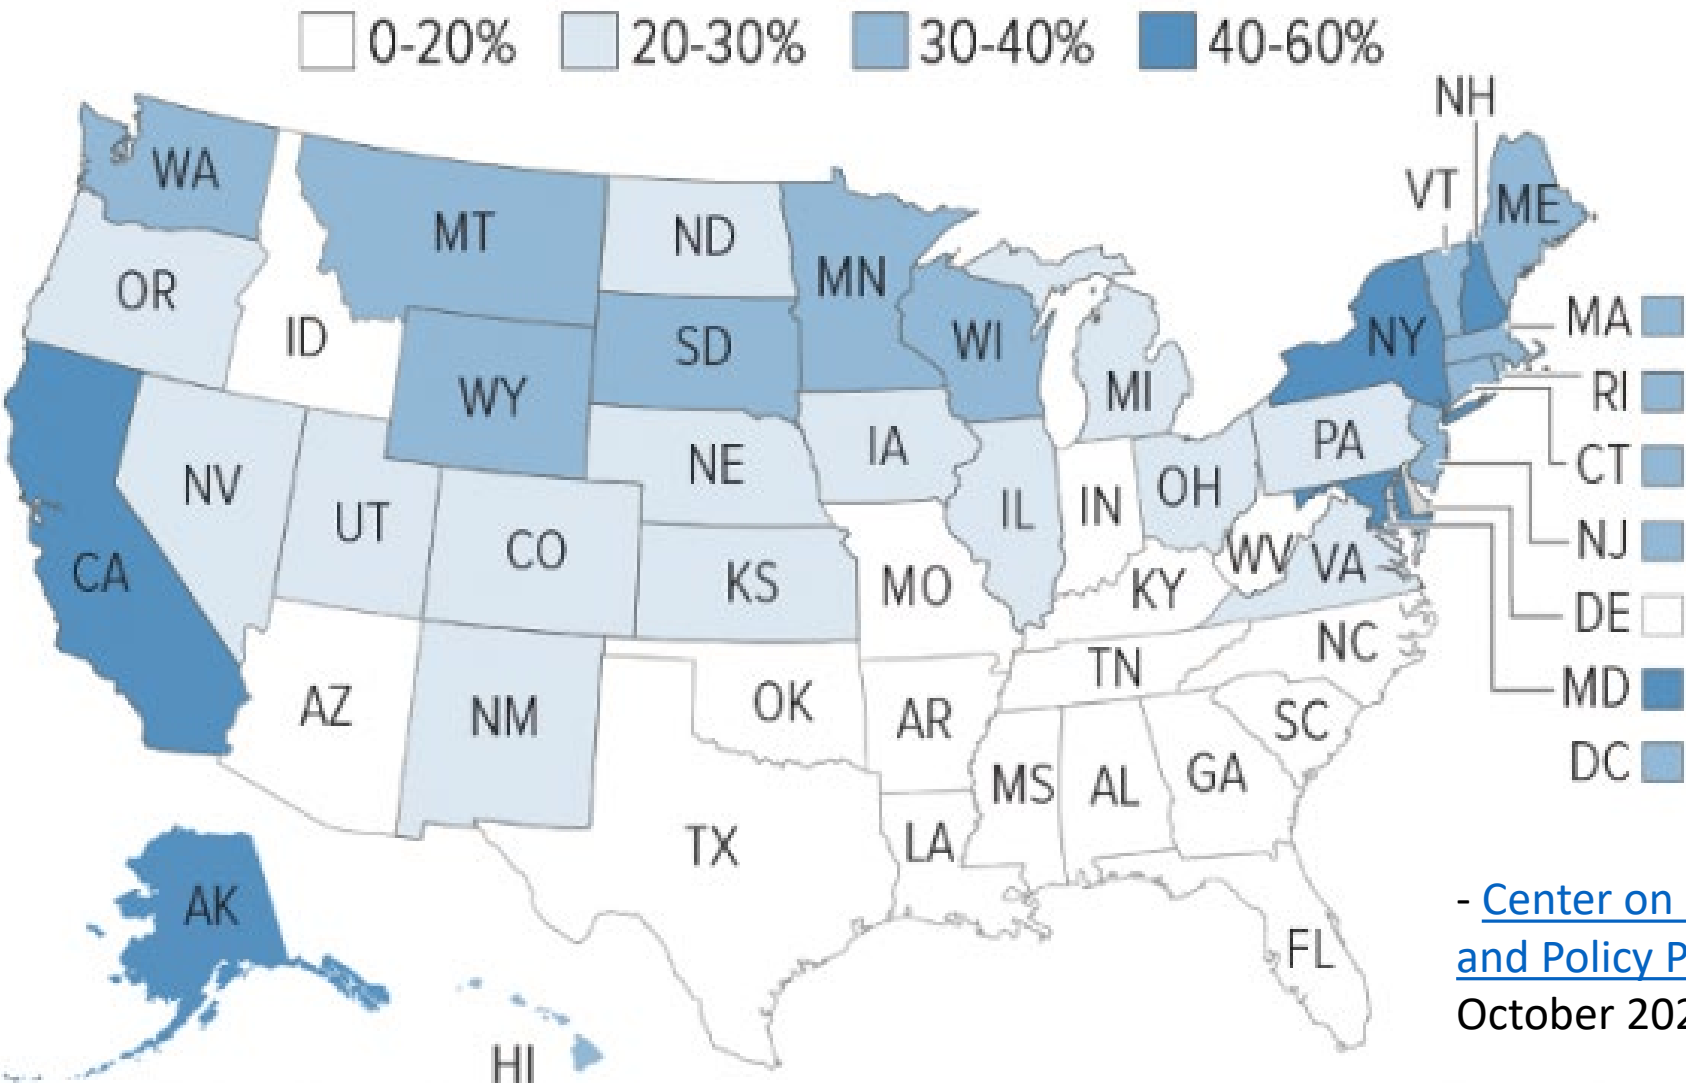 0-20% 20-30% 30-40% 40-60%
NH
WA
VT
ME
MT
ND
OR
MN
MA
ID
SD
WI
NY
WY
MI
RI
PA
IA
NE
CT
NV
OH
IL
IN
UT
CO
NJ
WV
VA
CA
KS
MO
KY
DE
NC
TN
MD
AZ
NM
OK
AR
SC
DC
MS
AL
GA
TX
LA
AK
FL
HI
- Center on
and Policy P
October 202